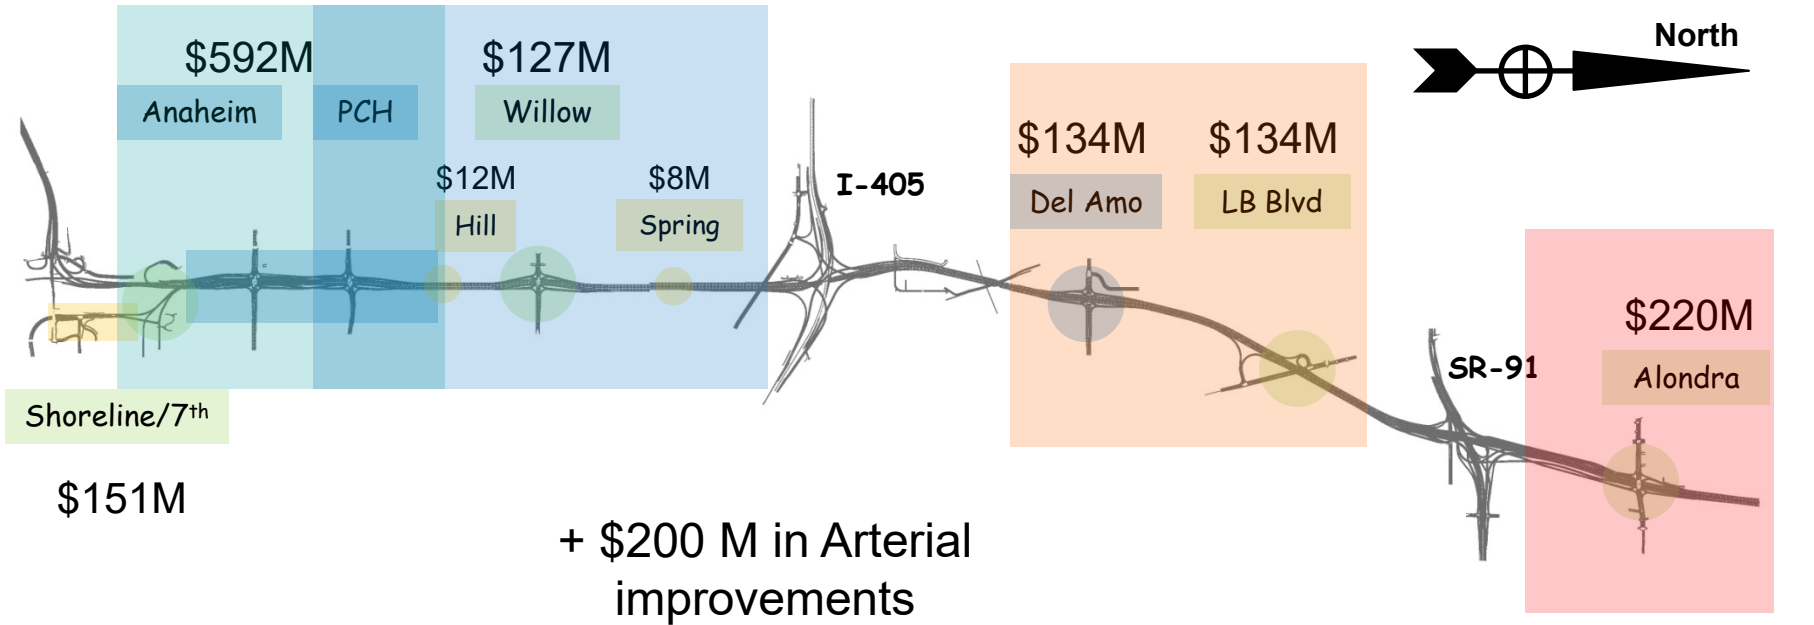 North
$592M
Anaheim
PCH
$127M
Willow
$12M
Hill
$8M
Spring
I-405
$134M
Del Amo
$134M
LB Blvd
SR-91
$220M
Alondra
Shoreline/7th
$151M
+ $200 M in Arterial
improvements